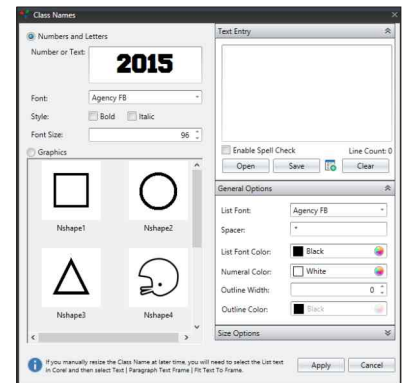 Class Names
Numbers and Letters
Number or Text:
2015
Font:
Agency FB
Style:
Bold
Italic
Font Size:
96
Graphics
Nshape1
Nshape2
Nshape3
Nshape4
Text Entry
Enable Spell Check
Line Count: 0
Open
Save
Clear
General Options
List Font:
Agency FB
Spacer:
*
List Font Color:
Black
Numeral Color:
White
Outline Width:
0
Outline Color:
Black
Size Options
If you manually resize the Class Name at later time, you will need to select the List text
in Corel and then select Text | Paragraph Text Frame | Fit Text To Frame.
Apply
Cancel